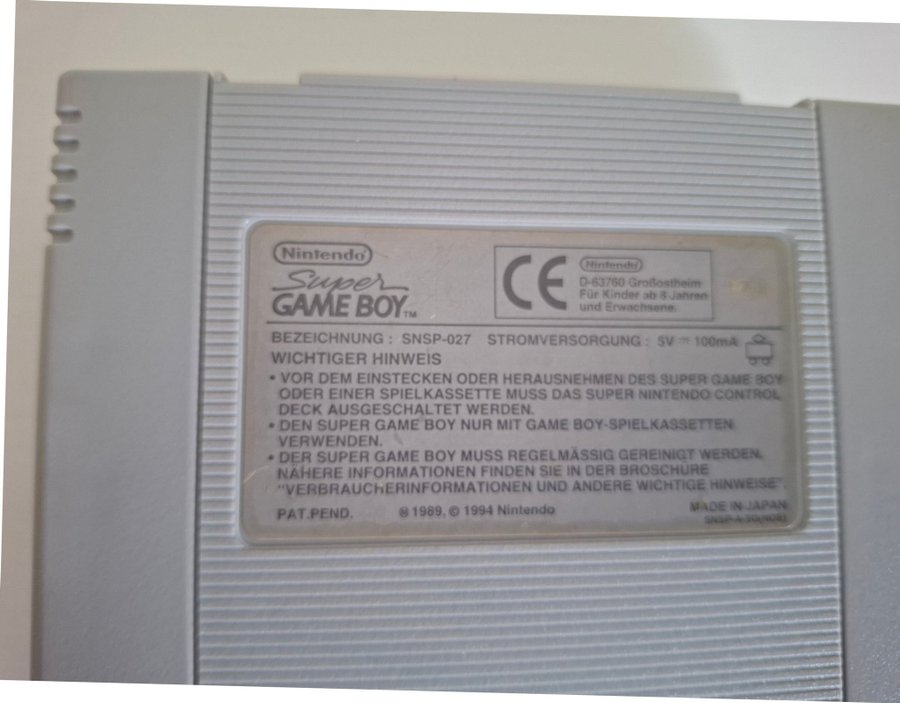 Nintendo
Super
GAME BOY™
CE
Nintendo
D-63760 Großostheim
Für Kinder ab 8 Jahren
und Erwachsene.
BEZEICHNUNG : SNSP-027 STROMVERSORGUNG : 5V ⎓ 100mA
WICHTIGER HINWEIS
• VOR DEM EINSTECKEN ODER HERAUSNEHMEN DES SUPER GAME BOY
ODER EINER SPIELKASSETTE MUSS DAS SUPER NINTENDO CONTROL
DECK AUSGESCHALTET WERDEN.
• DEN SUPER GAME BOY NUR MIT GAME BOY-SPIELKASSETTEN
VERWENDEN.
• DER SUPER GAME BOY MUSS REGELMÄSSIG GEREINIGT WERDEN.
NÄHERE INFORMATIONEN FINDEN SIE IN DER BROSCHÜRE
"VERBRAUCHERINFORMATIONEN UND ANDERE WICHTIGE HINWEISE".
PAT.PEND. ℗ 1989, © 1994 Nintendo
MADE IN JAPAN